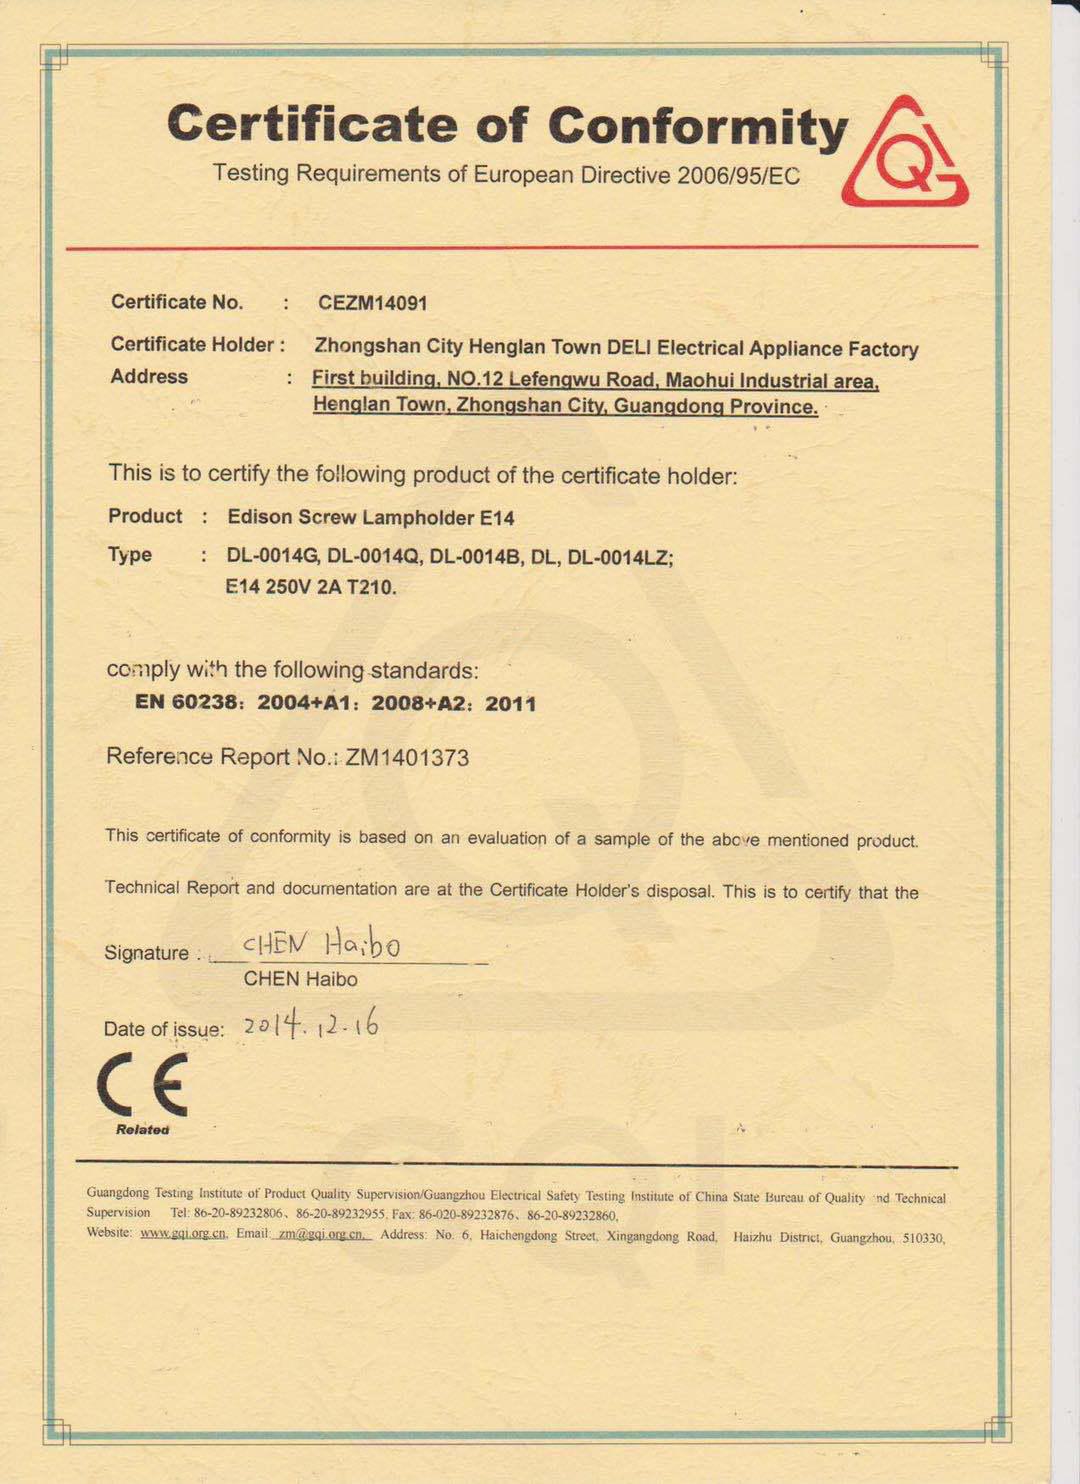 Certificate of Conformity
Testing Requirements of European Directive 2006/95/EC
Certificate No. : CEZM14091
Certificate Holder : Zhongshan City Henglan Town DELI Electrical Appliance Factory
Address : First building, NO.12 Lefengwu Road, Maohui Industrial area,
Henglan Town, Zhongshan City, Guangdong Province.
This is to certify the following product of the certificate holder:
Product : Edison Screw Lampholder E14
Type : DL-0014G, DL-0014Q, DL-0014B, DL, DL-0014LZ;
E14 250V 2A T210.
comply with the following standards:
EN 60238: 2004+A1: 2008+A2: 2011
Reference Report No.: ZM1401373
This certificate of conformity is based on an evaluation of a sample of the above mentioned product.
Technical Report and documentation are at the Certificate Holder's disposal. This is to certify that the
Signature : CHEN Haibo
CHEN Haibo
Date of issue: 2014.12.16
CE
Related
Guangdong Testing Institute of Product Quality Supervision/Guangzhou Electrical Safety Testing Institute of China State Bureau of Quality nd Technical
Supervision Tel: 86-20-89232806、86-20-89232955, Fax: 86-020-89232876、86-20-89232860,
Website: www.gqi.org.cn, Email: zm@gqi.org.cn, Address: No. 6, Haichengdong Street, Xingangdong Road, Haizhu District, Guangzhou, 510330,
GQI